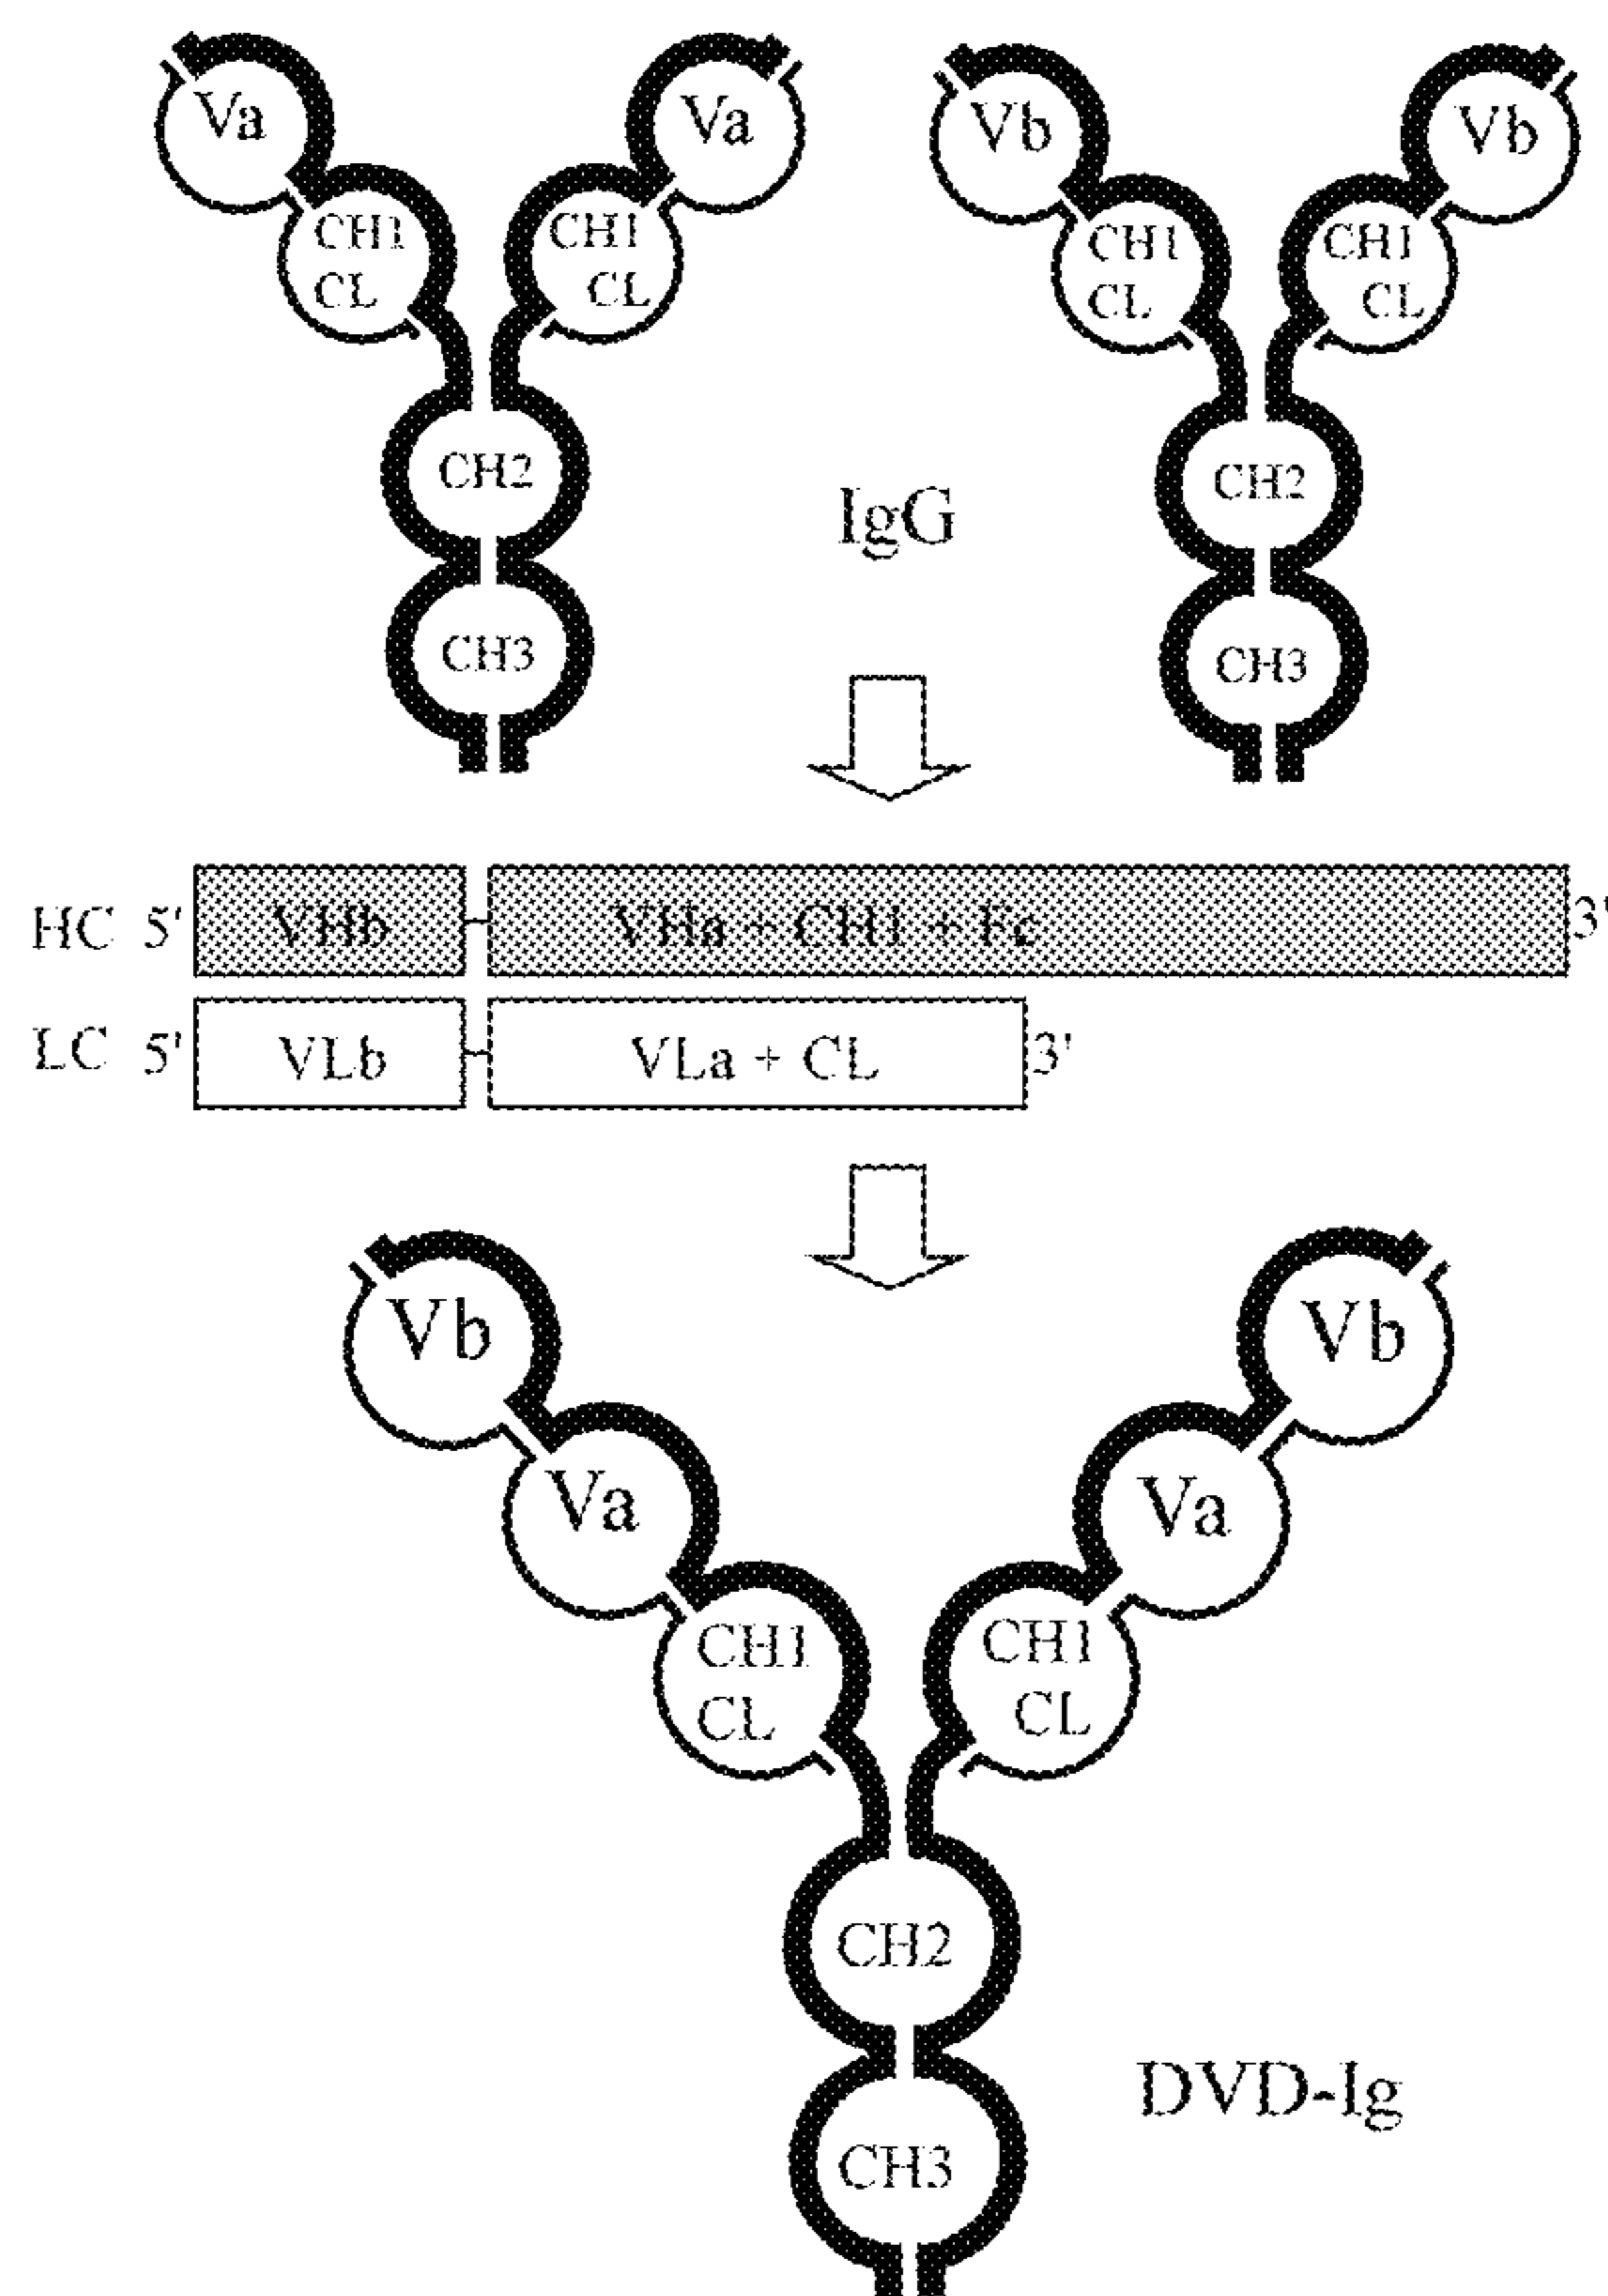 Va Va Vb Vb
CH1 CH1 CH1 CH1
CL CL CL CL
CH2 CH2
IgG
CH3 CH3
HC 5' VHb VHa + CH1 + Fc 3'
LC 5' VLb VLa + CL 3'
Vb Vb
Va Va
CH1 CH1
CL CL
CH2
DVD-Ig
CH3